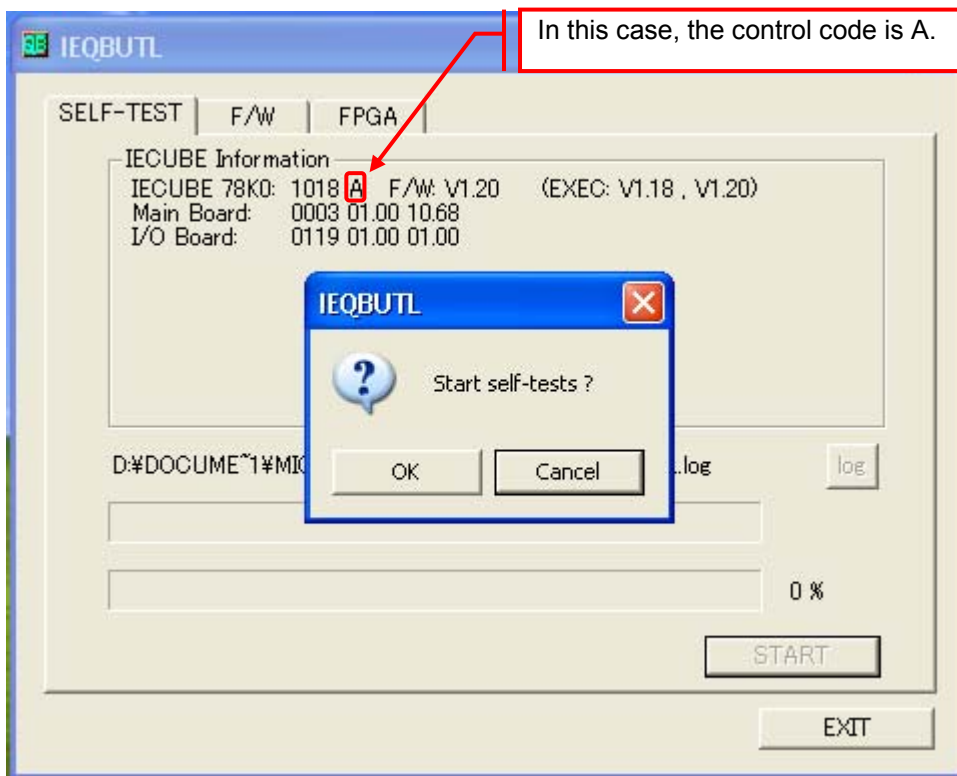 In this case, the control code is A.
IEQBUTL
SELF-TEST F/W FPGA
IECUBE Information
IECUBE 78K0: 1018 A F/W: V1.20 (EXEC: V1.18 , V1.20)
Main Board: 0003 01.00 10.68
I/O Board: 0119 01.00 01.00
IEQBUTL
Start self-tests ?
OK Cancel
D:¥DOCUME~1¥MIC .log log
0 %
START
EXIT